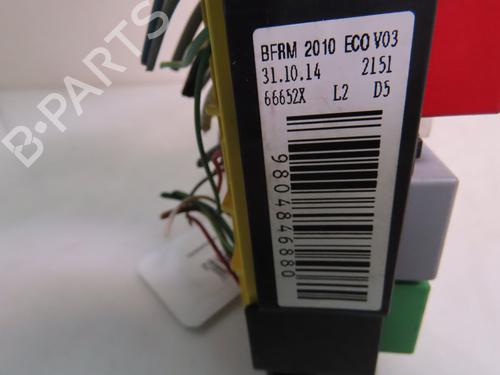 BFRM 2010 ECO V03
31.10.14 2151
66652X L2 D5
9804846880
B-PARTS